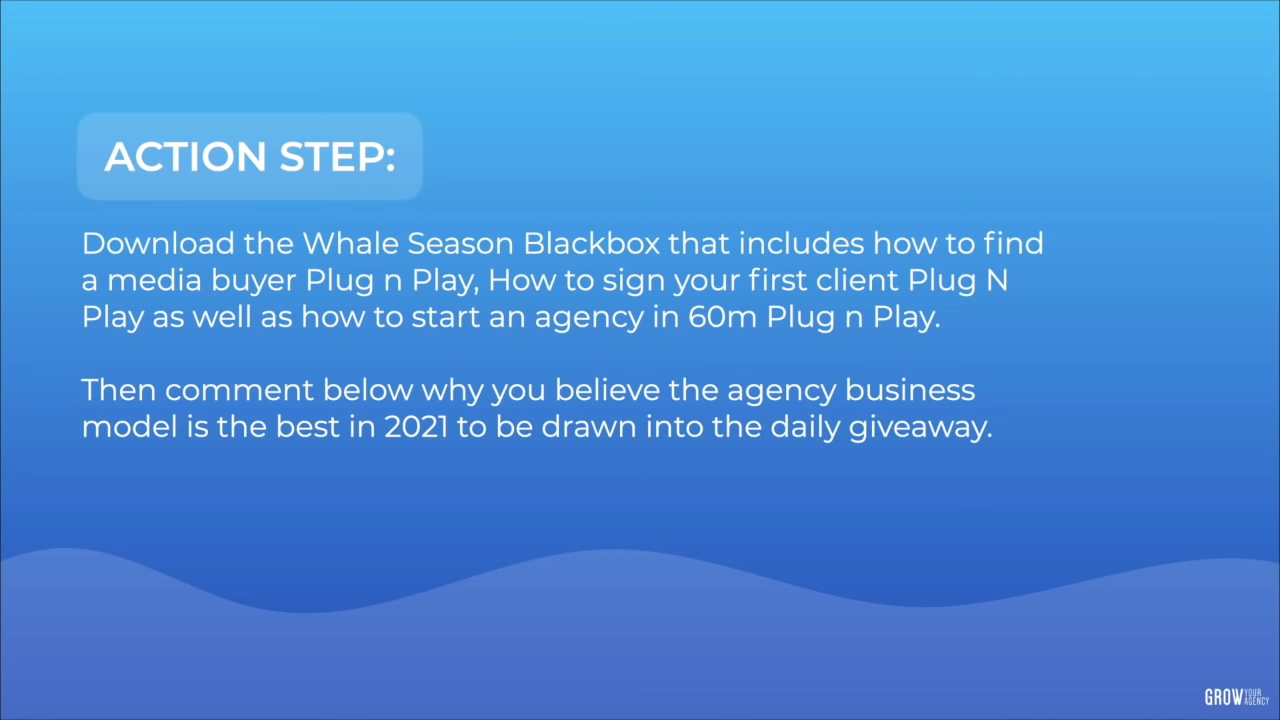 ACTION STEP:
Download the Whale Season Blackbox that includes how to find
a media buyer Plug n Play, How to sign your first client Plug N
Play as well as how to start an agency in 60m Plug n Play.
Then comment below why you believe the agency business
model is the best in 2021 to be drawn into the daily giveaway.
GROW YOUR AGENCY